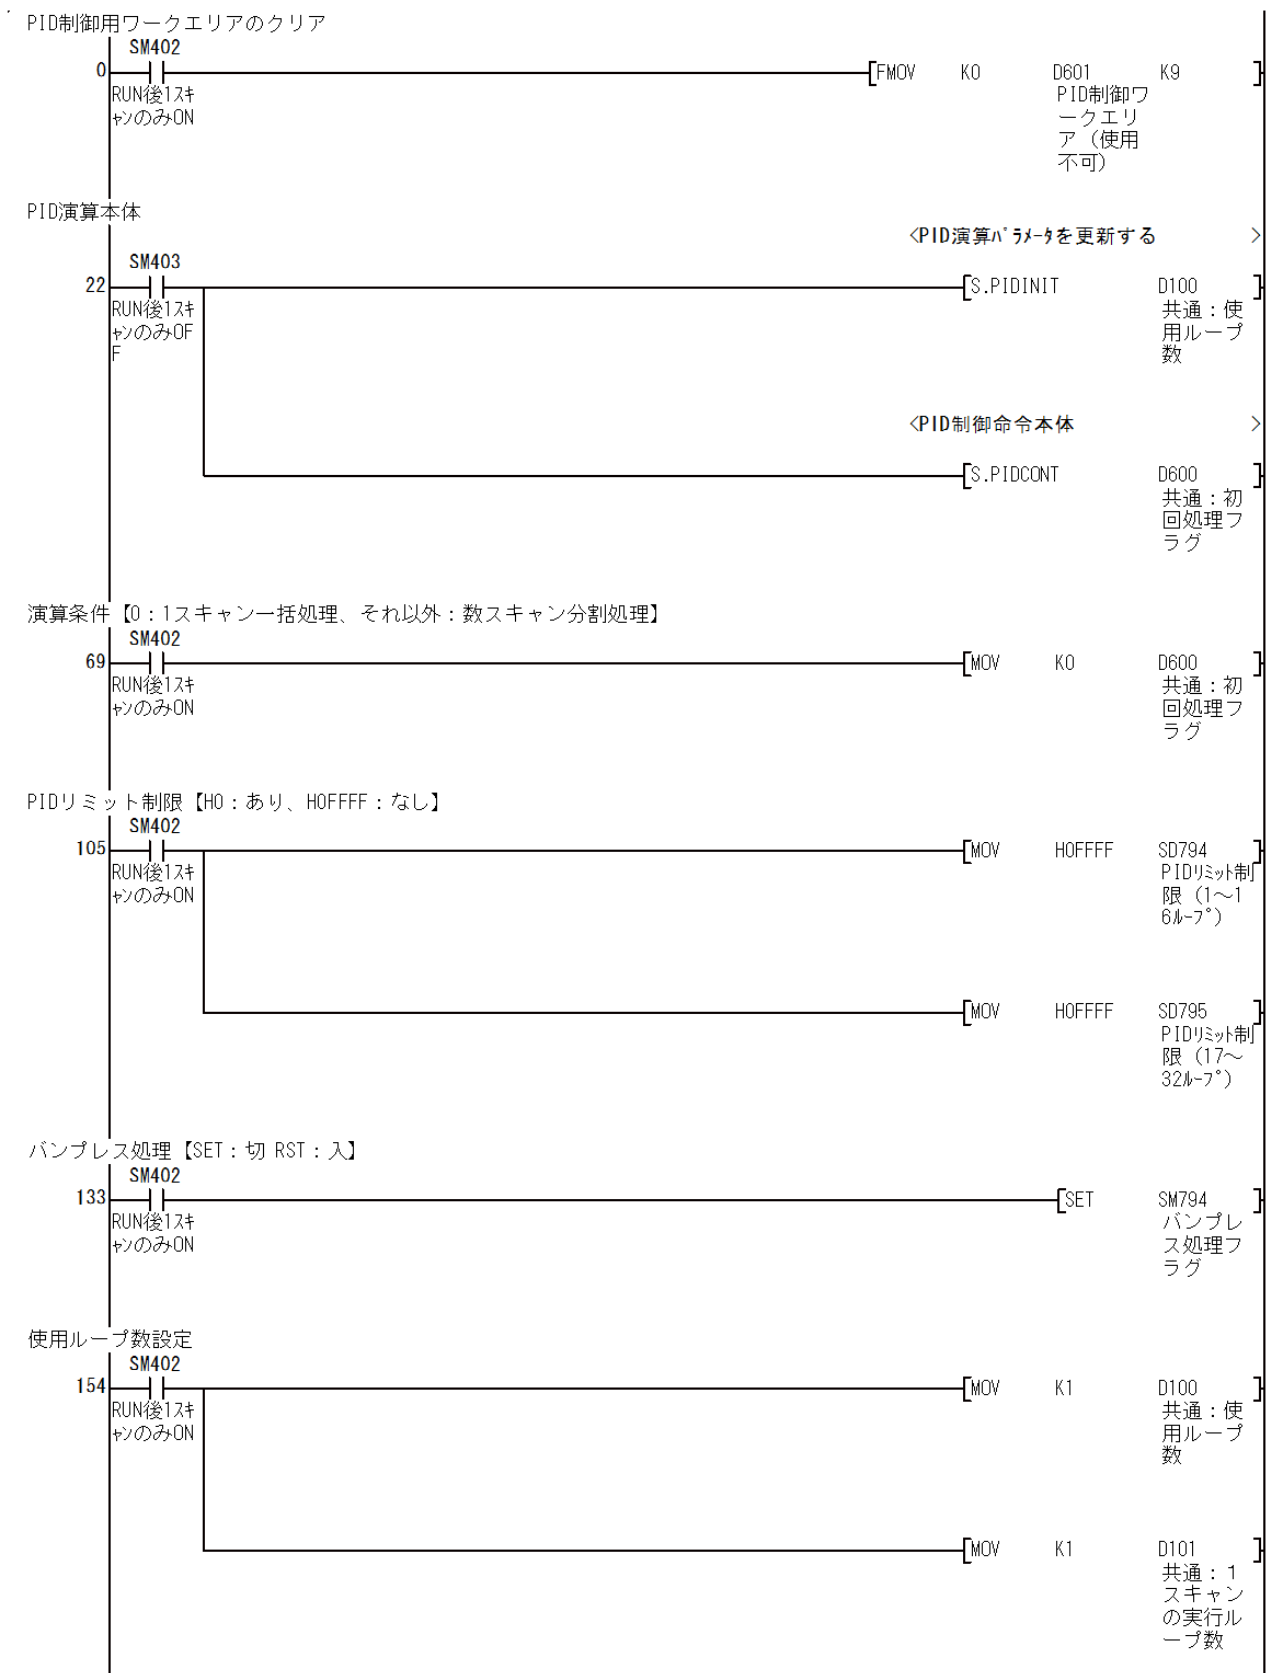 PID制御用ワークエリアのクリア
SM402
0
FMOV K0 D601 K9
RUN後1スキ
ャンのみON
PID制御ワ
ークエリ
ア（使用
不可）
PID演算本体
<PID演算パラメータを更新する >
SM403
22
S.PIDINIT D100
RUN後1スキ
ャンのみOF
F
共通：使
用ループ
数
<PID制御命令本体 >
S.PIDCONT D600
共通：初
回処理フ
ラグ
演算条件【0：1スキャン一括処理、それ以外：数スキャン分割処理】
SM402
69
MOV K0 D600
RUN後1スキ
ャンのみON
共通：初
回処理フ
ラグ
PIDリミット制限【H0：あり、H0FFFF：なし】
SM402
105
MOV H0FFFF SD794
RUN後1スキ
ャンのみON
PIDリミット制
限（1～1
6ループ）
MOV H0FFFF SD795
PIDリミット制
限（17～
32ループ）
バンプレス処理【SET：切 RST：入】
SM402
133
SET SM794
RUN後1スキ
ャンのみON
バンプレ
ス処理フ
ラグ
使用ループ数設定
SM402
154
MOV K1 D100
RUN後1スキ
ャンのみON
共通：使
用ループ
数
MOV K1 D101
共通：１
スキャン
の実行ル
ープ数